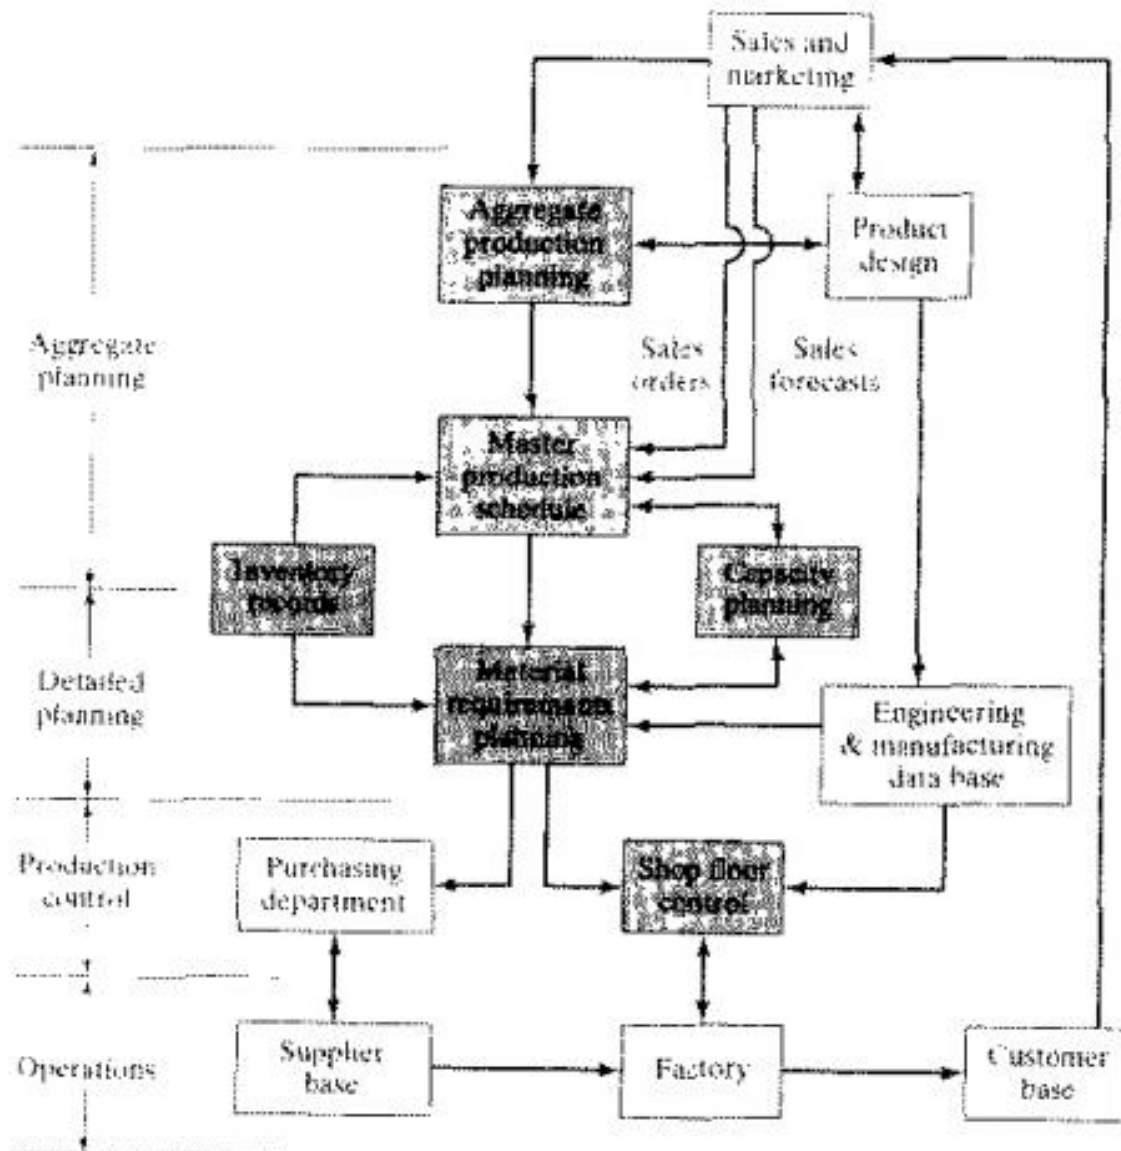 Sales and
marketing
Aggregate
production
planning
Product
design
Aggregate
planning
Sales
orders
Sales
forecasts
Master
production
schedule
Inventory
records
Capacity
planning
Detailed
planning
Material
requirements
planning
Engineering
& manufacturing
data base
Production
control
Purchasing
department
Shop floor
control
Operations
Supplier
base
Factory
Customer
base